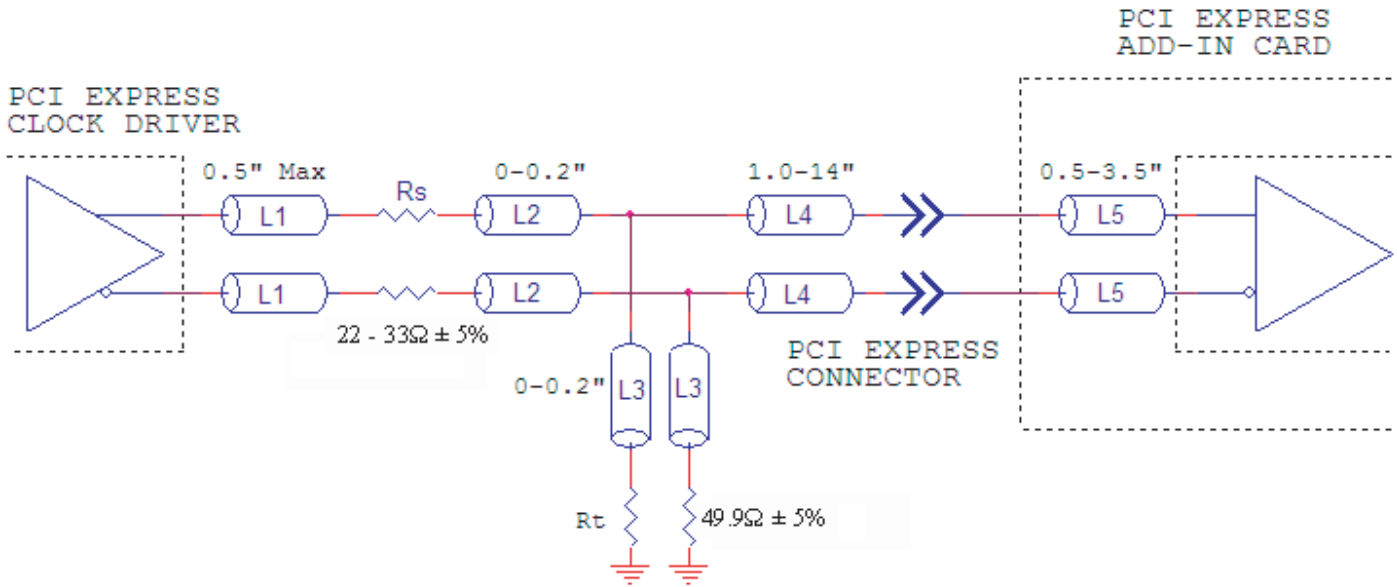 PCI EXPRESS
ADD-IN CARD
PCI EXPRESS
CLOCK DRIVER
0.5" Max
Rs
0-0.2"
1.0-14"
0.5-3.5"
L1
L2
L4
L5
L1
L2
L4
L5
22 - 33Ω ± 5%
PCI EXPRESS
CONNECTOR
0-0.2"
L3
L3
Rt
49.9Ω ± 5%